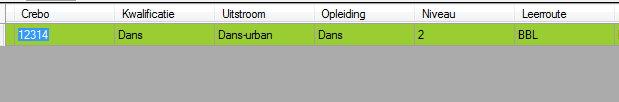 Crebo Kwalificatie Uitstroom Opleiding Niveau Leerroute
12314 Dans Dans-urban Dans 2 BBL